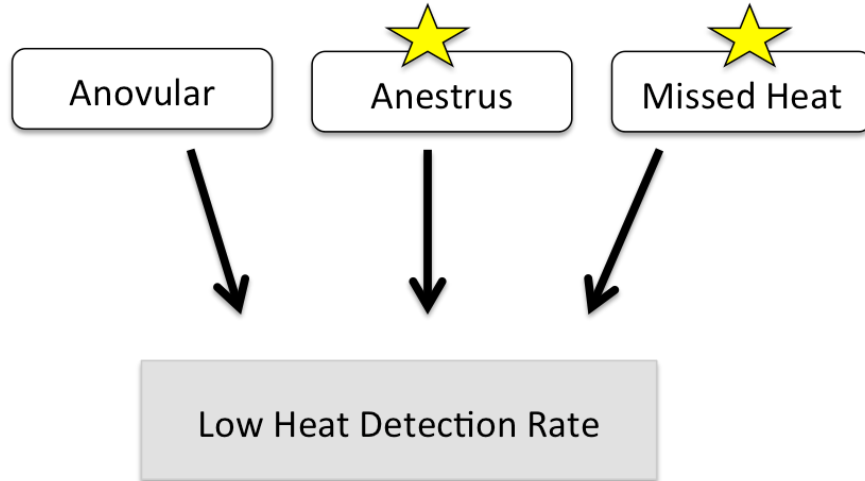 Anovular
Anestrus
Missed Heat
Low Heat Detection Rate